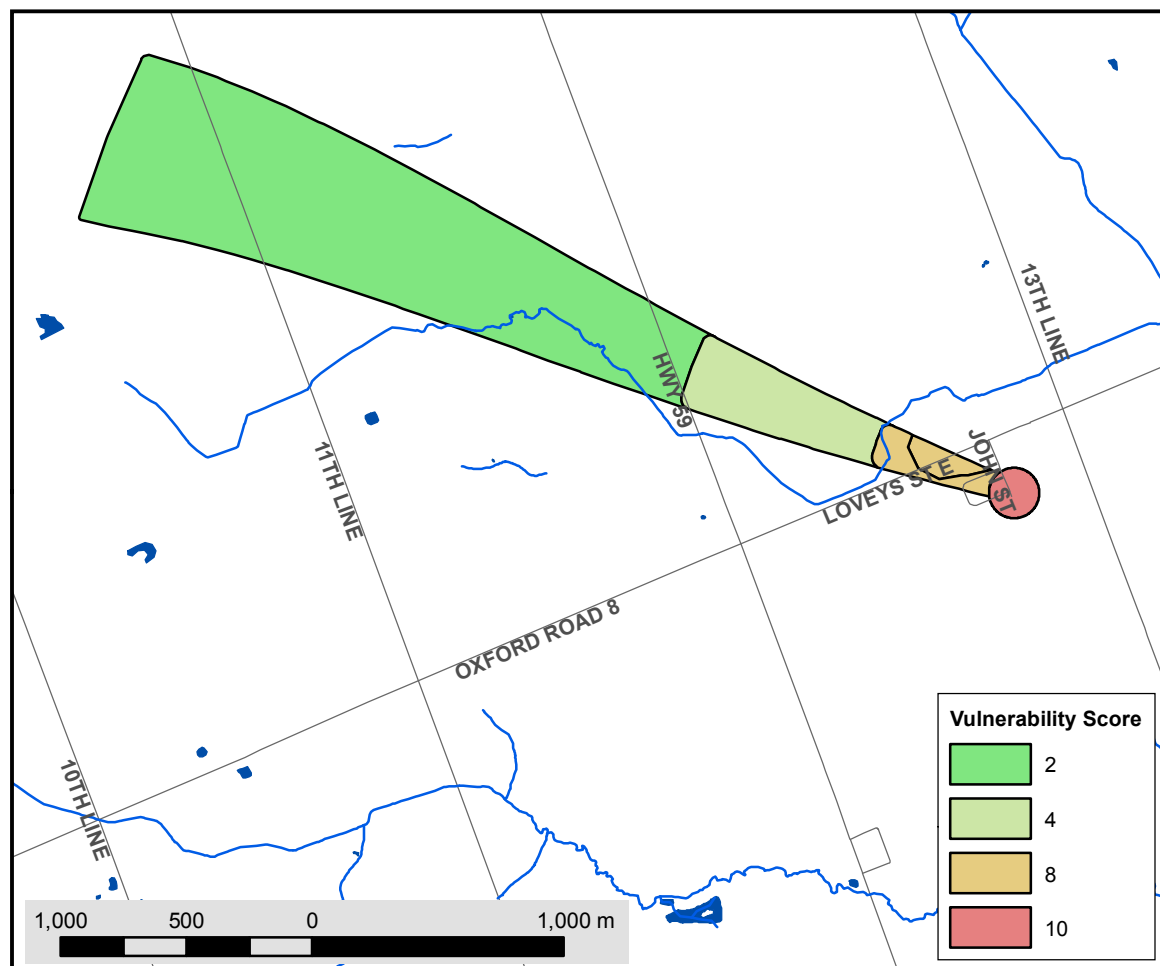 13TH LINE
HWY 59
JOHN ST
LOVEYS ST E
11TH LINE
OXFORD ROAD 8
10TH LINE
Vulnerability Score
2
4
8
10
1,000 500 0 1,000 m